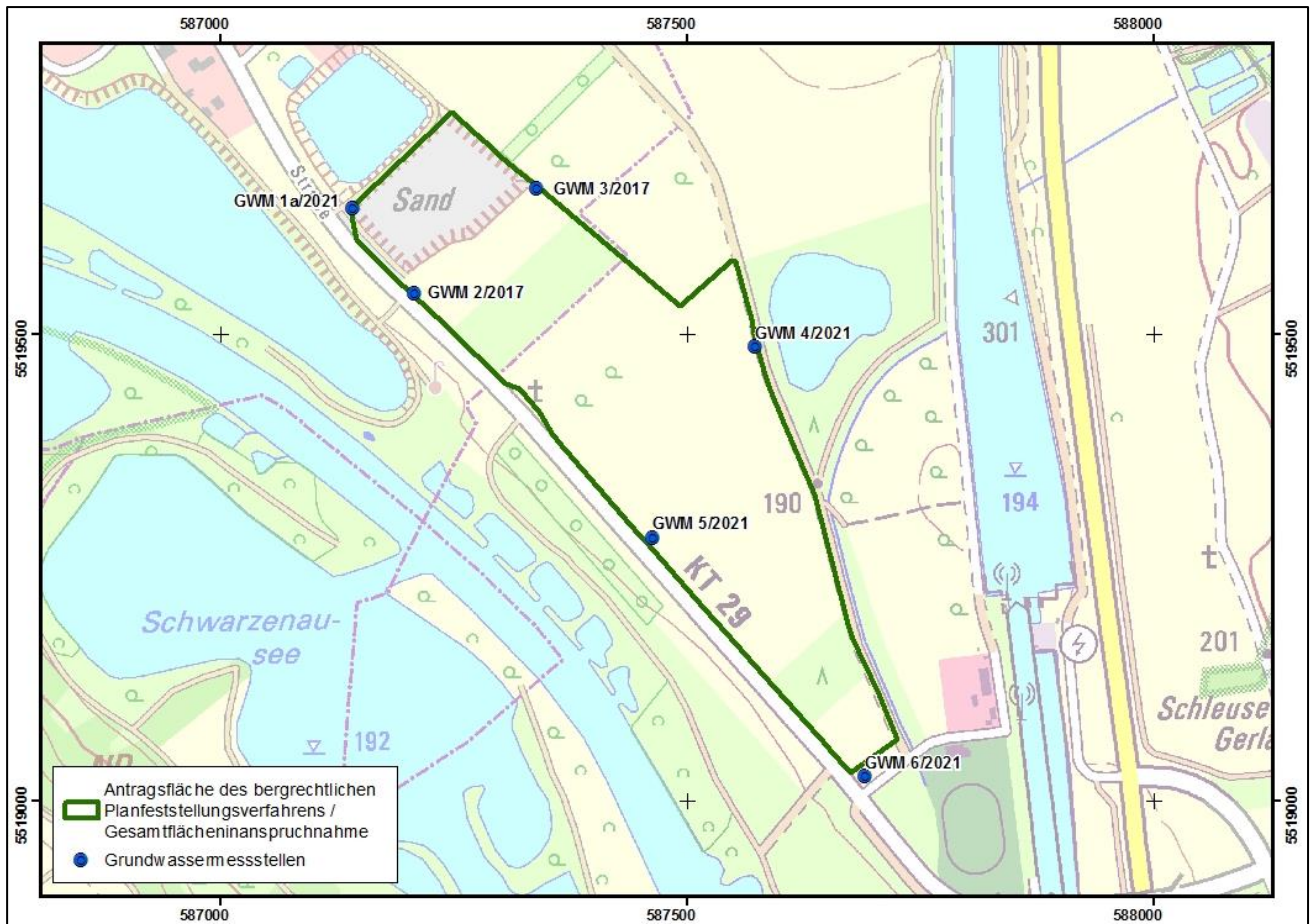 587000
587500
588000
5519500
5519500
5519000
5519000
Straße
Sand
GWM 1a/2021
GWM 3/2017
GWM 2/2017
GWM 4/2021
301
190
194
GWM 5/2021
KT 29
Schwarzenau-
see
192
201
Schleuse
Gerla
ND
GWM 6/2021
Antragsfläche des bergrechtlichen
Planfeststellungsverfahrens /
Gesamtflächeninanspruchnahme
Grundwassermessstellen
587000
587500
588000